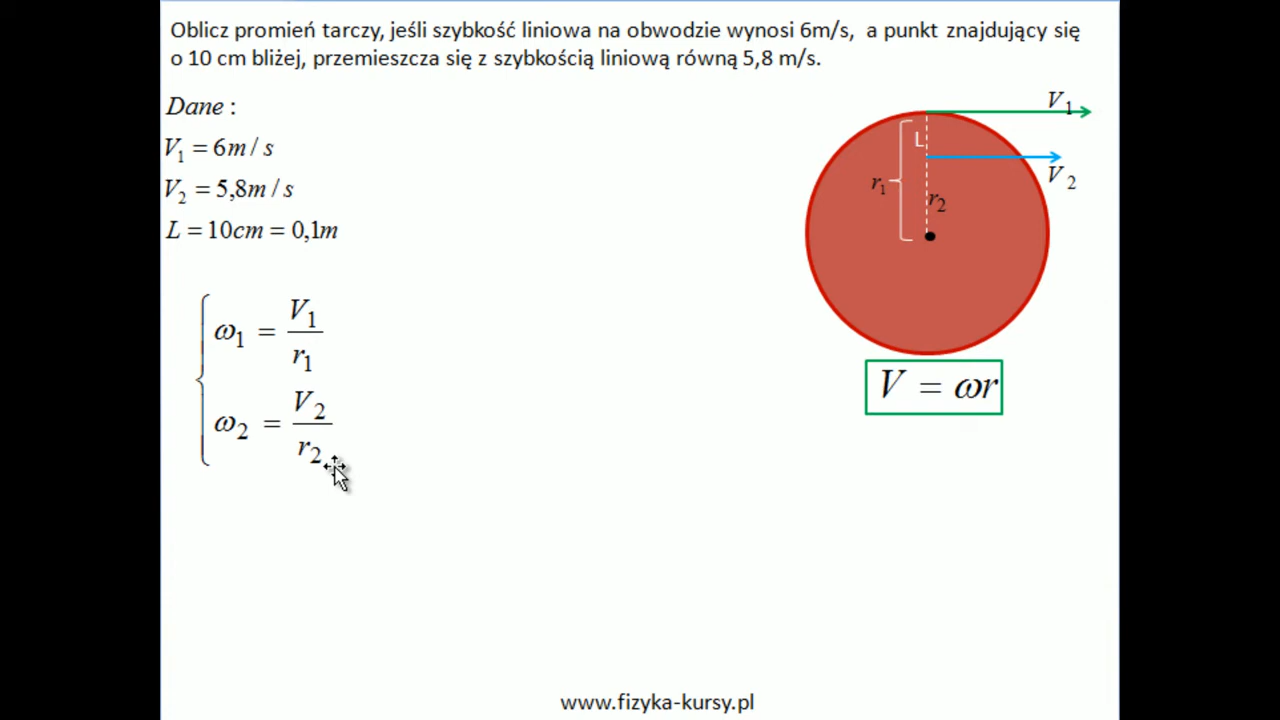 Oblicz promień tarczy, jeśli szybkość liniowa na obwodzie wynosi 6m/s, a punkt znajdujący się
o 10 cm bliżej, przemieszcza się z szybkością liniową równą 5,8 m/s.
Dane :
V₁ = 6m / s
V₂ = 5,8m / s
L = 10cm = 0,1m
ω₁ = V₁ / r₁
ω₂ = V₂ / r₂
V₁
L
V₂
r₁
r₂
V = ωr
www.fizyka-kursy.pl